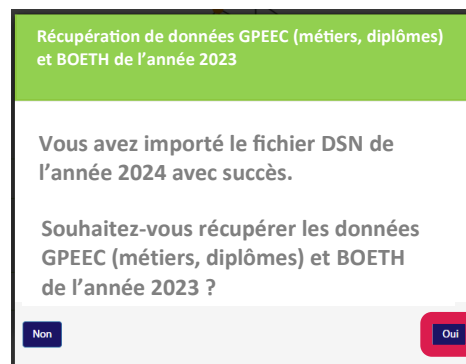 Récupération de données GPEEC (métiers, diplômes)
et BOETH de l’année 2023
Vous avez importé le fichier DSN de
l’année 2024 avec succès.
Souhaitez-vous récupérer les données
GPEEC (métiers, diplômes) et BOETH
de l’année 2023 ?
Non
Oui